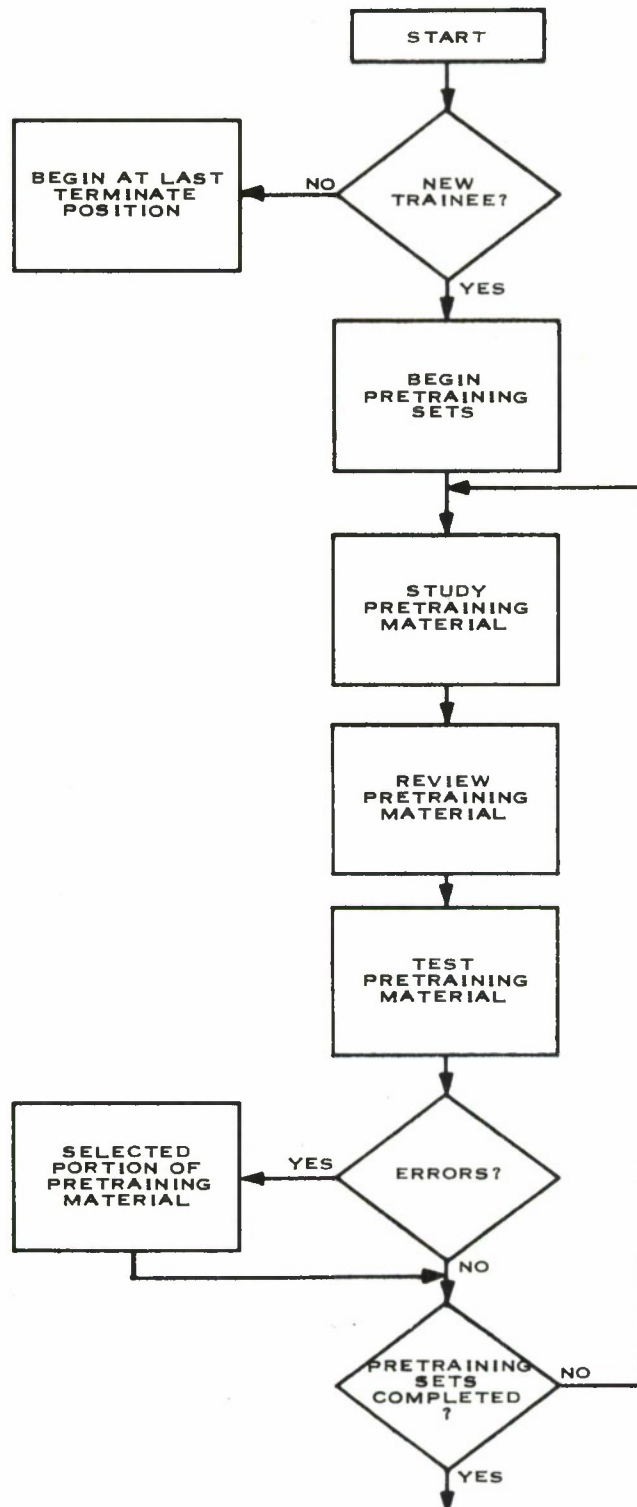 START
NEW
TRAINEE?
NO
BEGIN AT LAST
TERMINATE
POSITION
YES
BEGIN
PRETRAINING
SETS
STUDY
PRETRAINING
MATERIAL
REVIEW
PRETRAINING
MATERIAL
TEST
PRETRAINING
MATERIAL
ERRORS?
YES
SELECTED
PORTION OF
PRETRAINING
MATERIAL
NO
PRETRAINING
SETS
COMPLETED
?
NO
YES